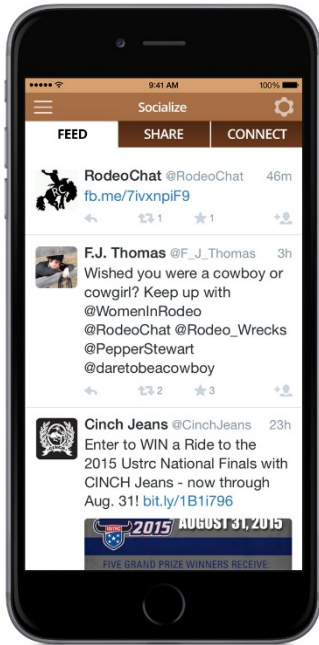 9:41 AM 100%
Socialize
FEED SHARE CONNECT
RodeoChat @RodeoChat 46m
fb.me/7ivxnpiF9
1 1
F.J. Thomas @F_J_Thomas 3h
Wished you were a cowboy or
cowgirl? Keep up with
@WomenInRodeo
@RodeoChat @Rodeo_Wrecks
@PepperStewart
@daretobeacowboy
2 3
Cinch Jeans @CinchJeans 23h
Enter to WIN a Ride to the
2015 Ustrc National Finals with
CINCH Jeans - now through
Aug. 31! bit.ly/1B1i796
USTRC 2015 AUGUST 31, 2015
FIVE GRAND PRIZE WINNERS RECEIVE: